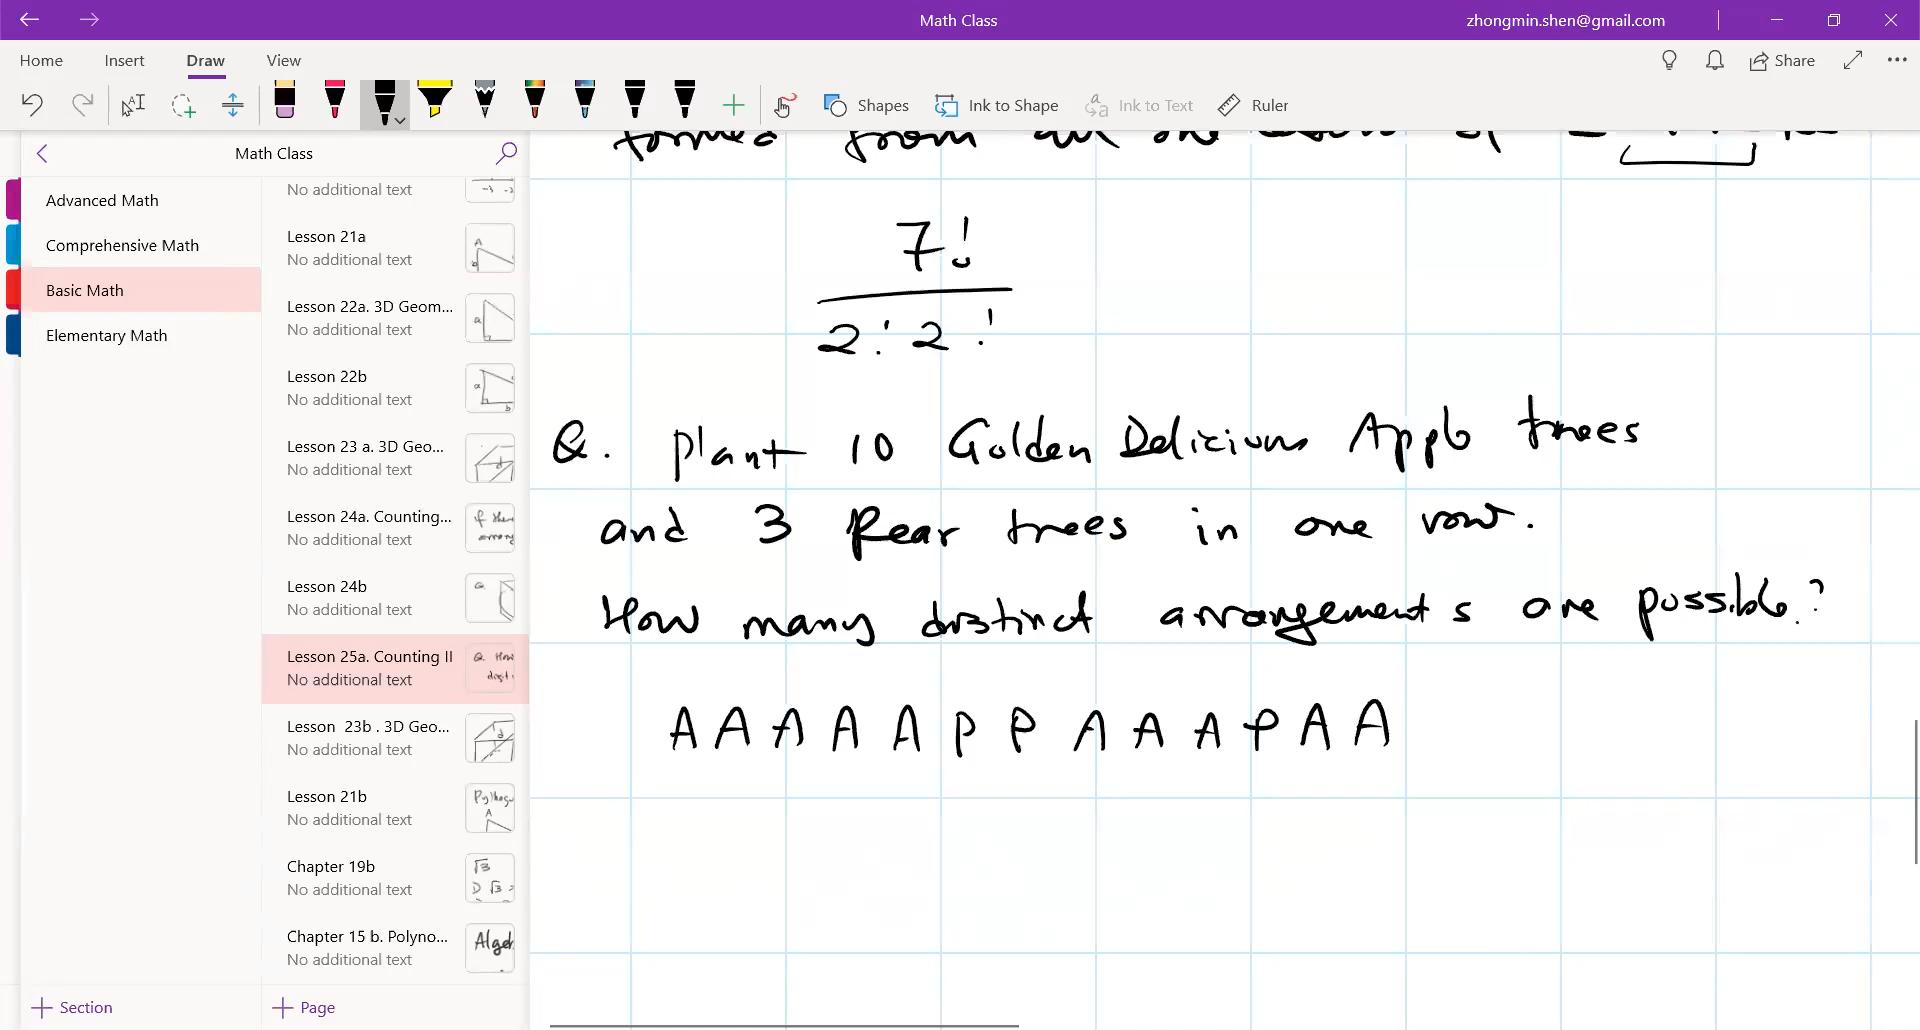 Math Class
zhongmin.shen@gmail.com
Home Insert Draw View
Share
Shapes
Ink to Shape
Ink to Text
Ruler
Math Class
Advanced Math
Comprehensive Math
Basic Math
Elementary Math
No additional text
Lesson 21a
No additional text
Lesson 22a. 3D Geom...
No additional text
Lesson 22b
No additional text
Lesson 23 a. 3D Geo...
No additional text
Lesson 24a. Counting...
No additional text
Lesson 24b
No additional text
Lesson 25a. Counting II
No additional text
Lesson 23b . 3D Geo...
No additional text
Lesson 21b
No additional text
Chapter 19b
No additional text
Chapter 15 b. Polyno...
No additional text
Section
Page
formed from all the of
7!
2! 2!
Q. Plant 10 Golden Delicious Apple trees
and 3 Pear trees in one row.
How many distinct arrangements are possible?
A A A A A P P A A A P A A